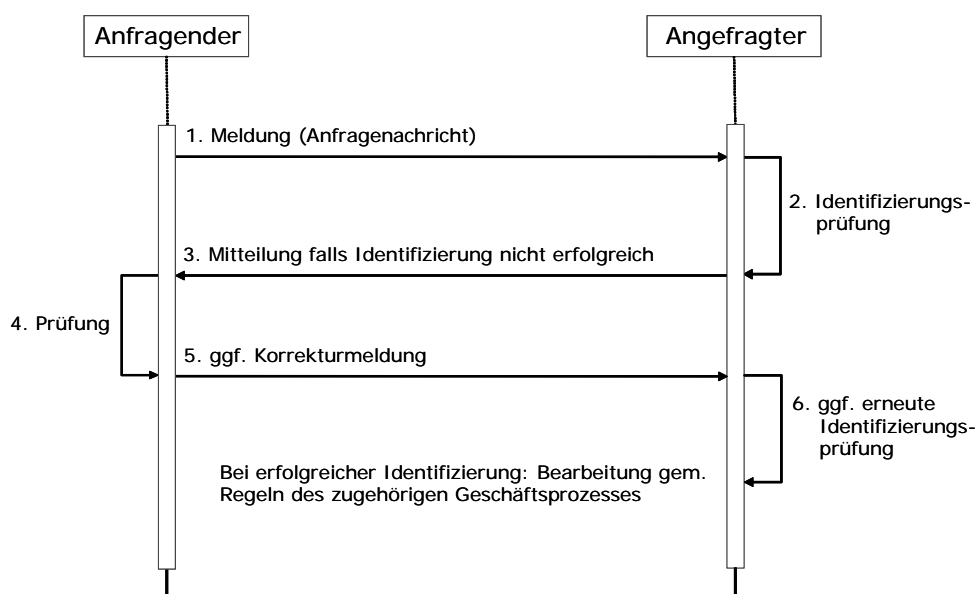 Anfragender
Angefragter
1. Meldung (Anfragenachricht)
2. Identifizierungs-
prüfung
3. Mitteilung falls Identifizierung nicht erfolgreich
4. Prüfung
5. ggf. Korrekturmeldung
6. ggf. erneute
Identifizierungs-
prüfung
Bei erfolgreicher Identifizierung: Bearbeitung gem.
Regeln des zugehörigen Geschäftsprozesses